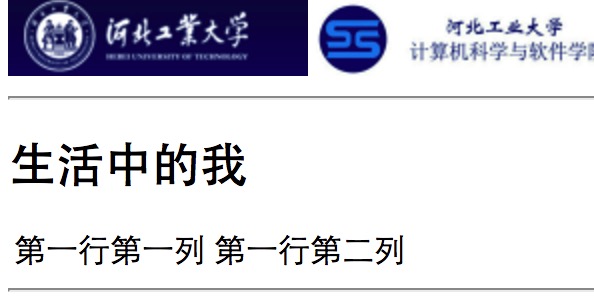 河北工業大学
HEBEI UNIVERSITY OF TECHNOLOGY
河北工业大学
计算机科学与软件学院
生活中的我
第一行第一列 第一行第二列